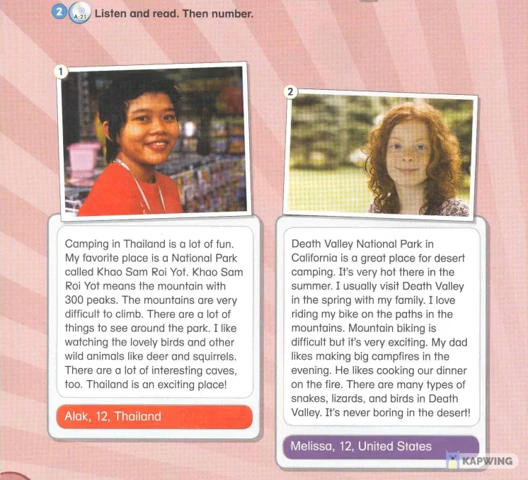 2 A-21 Listen and read. Then number.
1
Camping in Thailand is a lot of fun.
My favorite place is a National Park
called Khao Sam Roi Yot. Khao Sam
Roi Yot means the mountain with
300 peaks. The mountains are very
difficult to climb. There are a lot of
things to see around the park. I like
watching the lovely birds and other
wild animals like deer and squirrels.
There are a lot of interesting caves,
too. Thailand is an exciting place!
Alak, 12, Thailand
2
Death Valley National Park in
California is a great place for desert
camping. It's very hot there in the
summer. I usually visit Death Valley
in the spring with my family. I love
riding my bike on the paths in the
mountains. Mountain biking is
difficult but it's very exciting. My dad
likes making big campfires in the
evening. He likes cooking our dinner
on the fire. There are many types of
snakes, lizards, and birds in Death
Valley. It's never boring in the desert!
Melissa, 12, United States
KAPWING